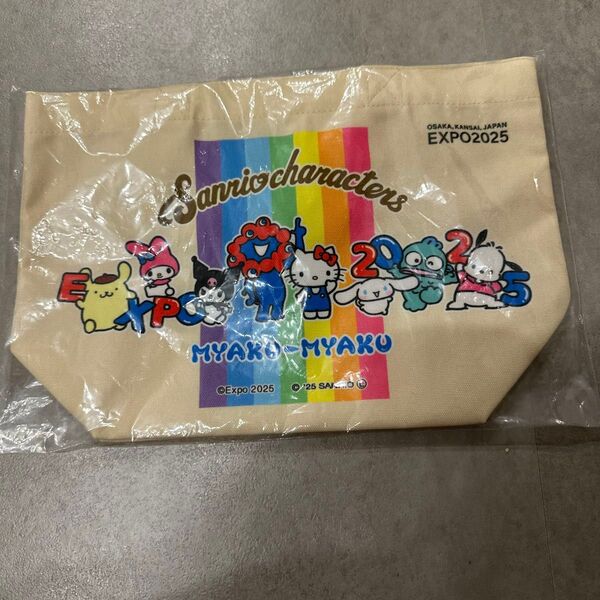 OSAKA, KANSAI, JAPAN
EXPO2025
Sanriocharacters
EXPO 2025
MYAKU-MYAKU
©Expo 2025 © '25 SANRIO Ⓛ